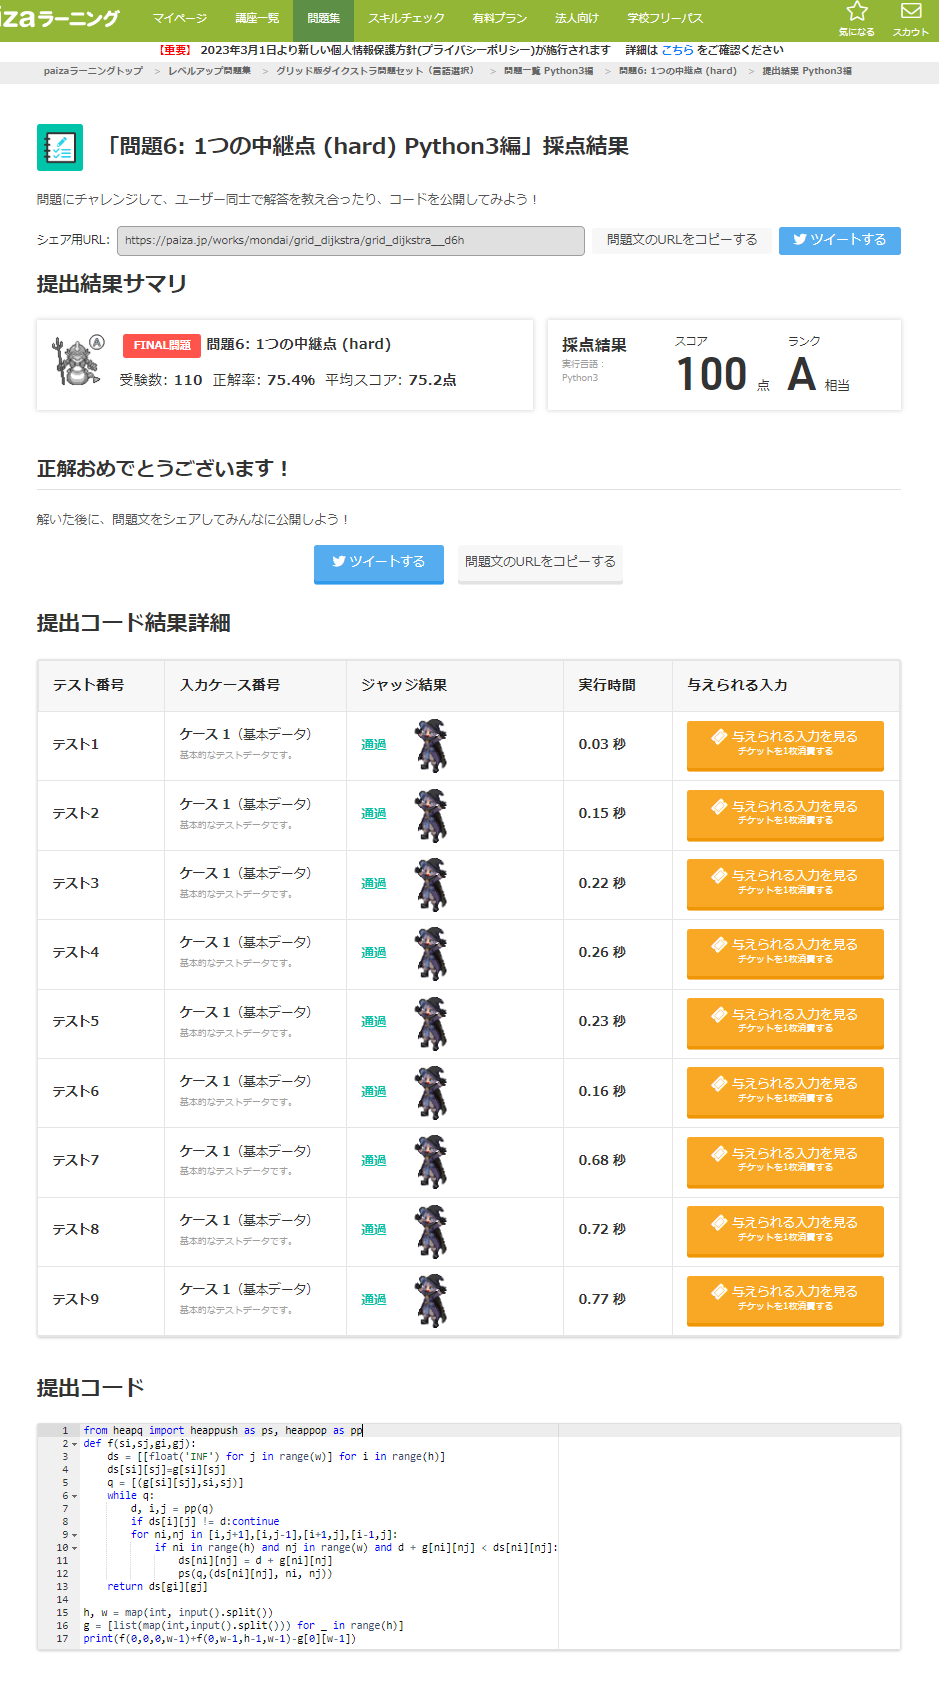 izaラーニング
マイページ
講座一覧
問題集
スキルチェック
有料プラン
法人向け
学校フリーパス
気になる
スカウト
【重要】 2023年3月1日より新しい個人情報保護方針(プライバシーポリシー)が施行されます 詳細は こちら をご確認ください
paizaラーニングトップ > レベルアップ問題集 > グリッド版ダイクストラ問題セット（言語選択） > 問題一覧 Python3編 > 問題6: 1つの中継点 (hard) > 提出結果 Python3編
「問題6: 1つの中継点 (hard) Python3編」採点結果
問題にチャレンジして、ユーザー同士で解答を教え合ったり、コードを公開してみよう！
シェア用URL: https://paiza.jp/works/mondai/grid_dijkstra/grid_dijkstra__d6h 問題文のURLをコピーする ツイートする
提出結果サマリ
A
FINAL問題 問題6: 1つの中継点 (hard)
受験数: 110 正解率: 75.4% 平均スコア: 75.2点
採点結果
実行言語：
Python3
スコア
100 点
ランク
A 相当
正解おめでとうございます！
解いた後に、問題文をシェアしてみんなに公開しよう！
ツイートする 問題文のURLをコピーする
提出コード結果詳細
テスト番号 入力ケース番号 ジャッジ結果 実行時間 与えられる入力
テスト1 ケース 1（基本データ） 通過 0.03 秒 与えられる入力を見る
基本的なテストデータです。 チケットを1枚消費する
テスト2 ケース 1（基本データ） 通過 0.15 秒 与えられる入力を見る
基本的なテストデータです。 チケットを1枚消費する
テスト3 ケース 1（基本データ） 通過 0.22 秒 与えられる入力を見る
基本的なテストデータです。 チケットを1枚消費する
テスト4 ケース 1（基本データ） 通過 0.26 秒 与えられる入力を見る
基本的なテストデータです。 チケットを1枚消費する
テスト5 ケース 1（基本データ） 通過 0.23 秒 与えられる入力を見る
基本的なテストデータです。 チケットを1枚消費する
テスト6 ケース 1（基本データ） 通過 0.16 秒 与えられる入力を見る
基本的なテストデータです。 チケットを1枚消費する
テスト7 ケース 1（基本データ） 通過 0.68 秒 与えられる入力を見る
基本的なテストデータです。 チケットを1枚消費する
テスト8 ケース 1（基本データ） 通過 0.72 秒 与えられる入力を見る
基本的なテストデータです。 チケットを1枚消費する
テスト9 ケース 1（基本データ） 通過 0.77 秒 与えられる入力を見る
基本的なテストデータです。 チケットを1枚消費する
提出コード
1 from heapq import heappush as ps, heappop as pp
2 def f(si,sj,gi,gj):
3     ds = [[float('INF') for j in range(w)] for i in range(h)]
4     ds[si][sj]=g[si][sj]
5     q = [(g[si][sj],si,sj)]
6     while q:
7         d, i,j = pp(q)
8         if ds[i][j] != d:continue
9         for ni,nj in [i,j+1],[i,j-1],[i+1,j],[i-1,j]:
10             if ni in range(h) and nj in range(w) and d + g[ni][nj] < ds[ni][nj]:
11                 ds[ni][nj] = d + g[ni][nj]
12                 ps(q,(ds[ni][nj], ni, nj))
13     return ds[gi][gj]
14
15 h, w = map(int, input().split())
16 g = [list(map(int,input().split())) for _ in range(h)]
17 print(f(0,0,0,w-1)+f(0,w-1,h-1,w-1)-g[0][w-1])